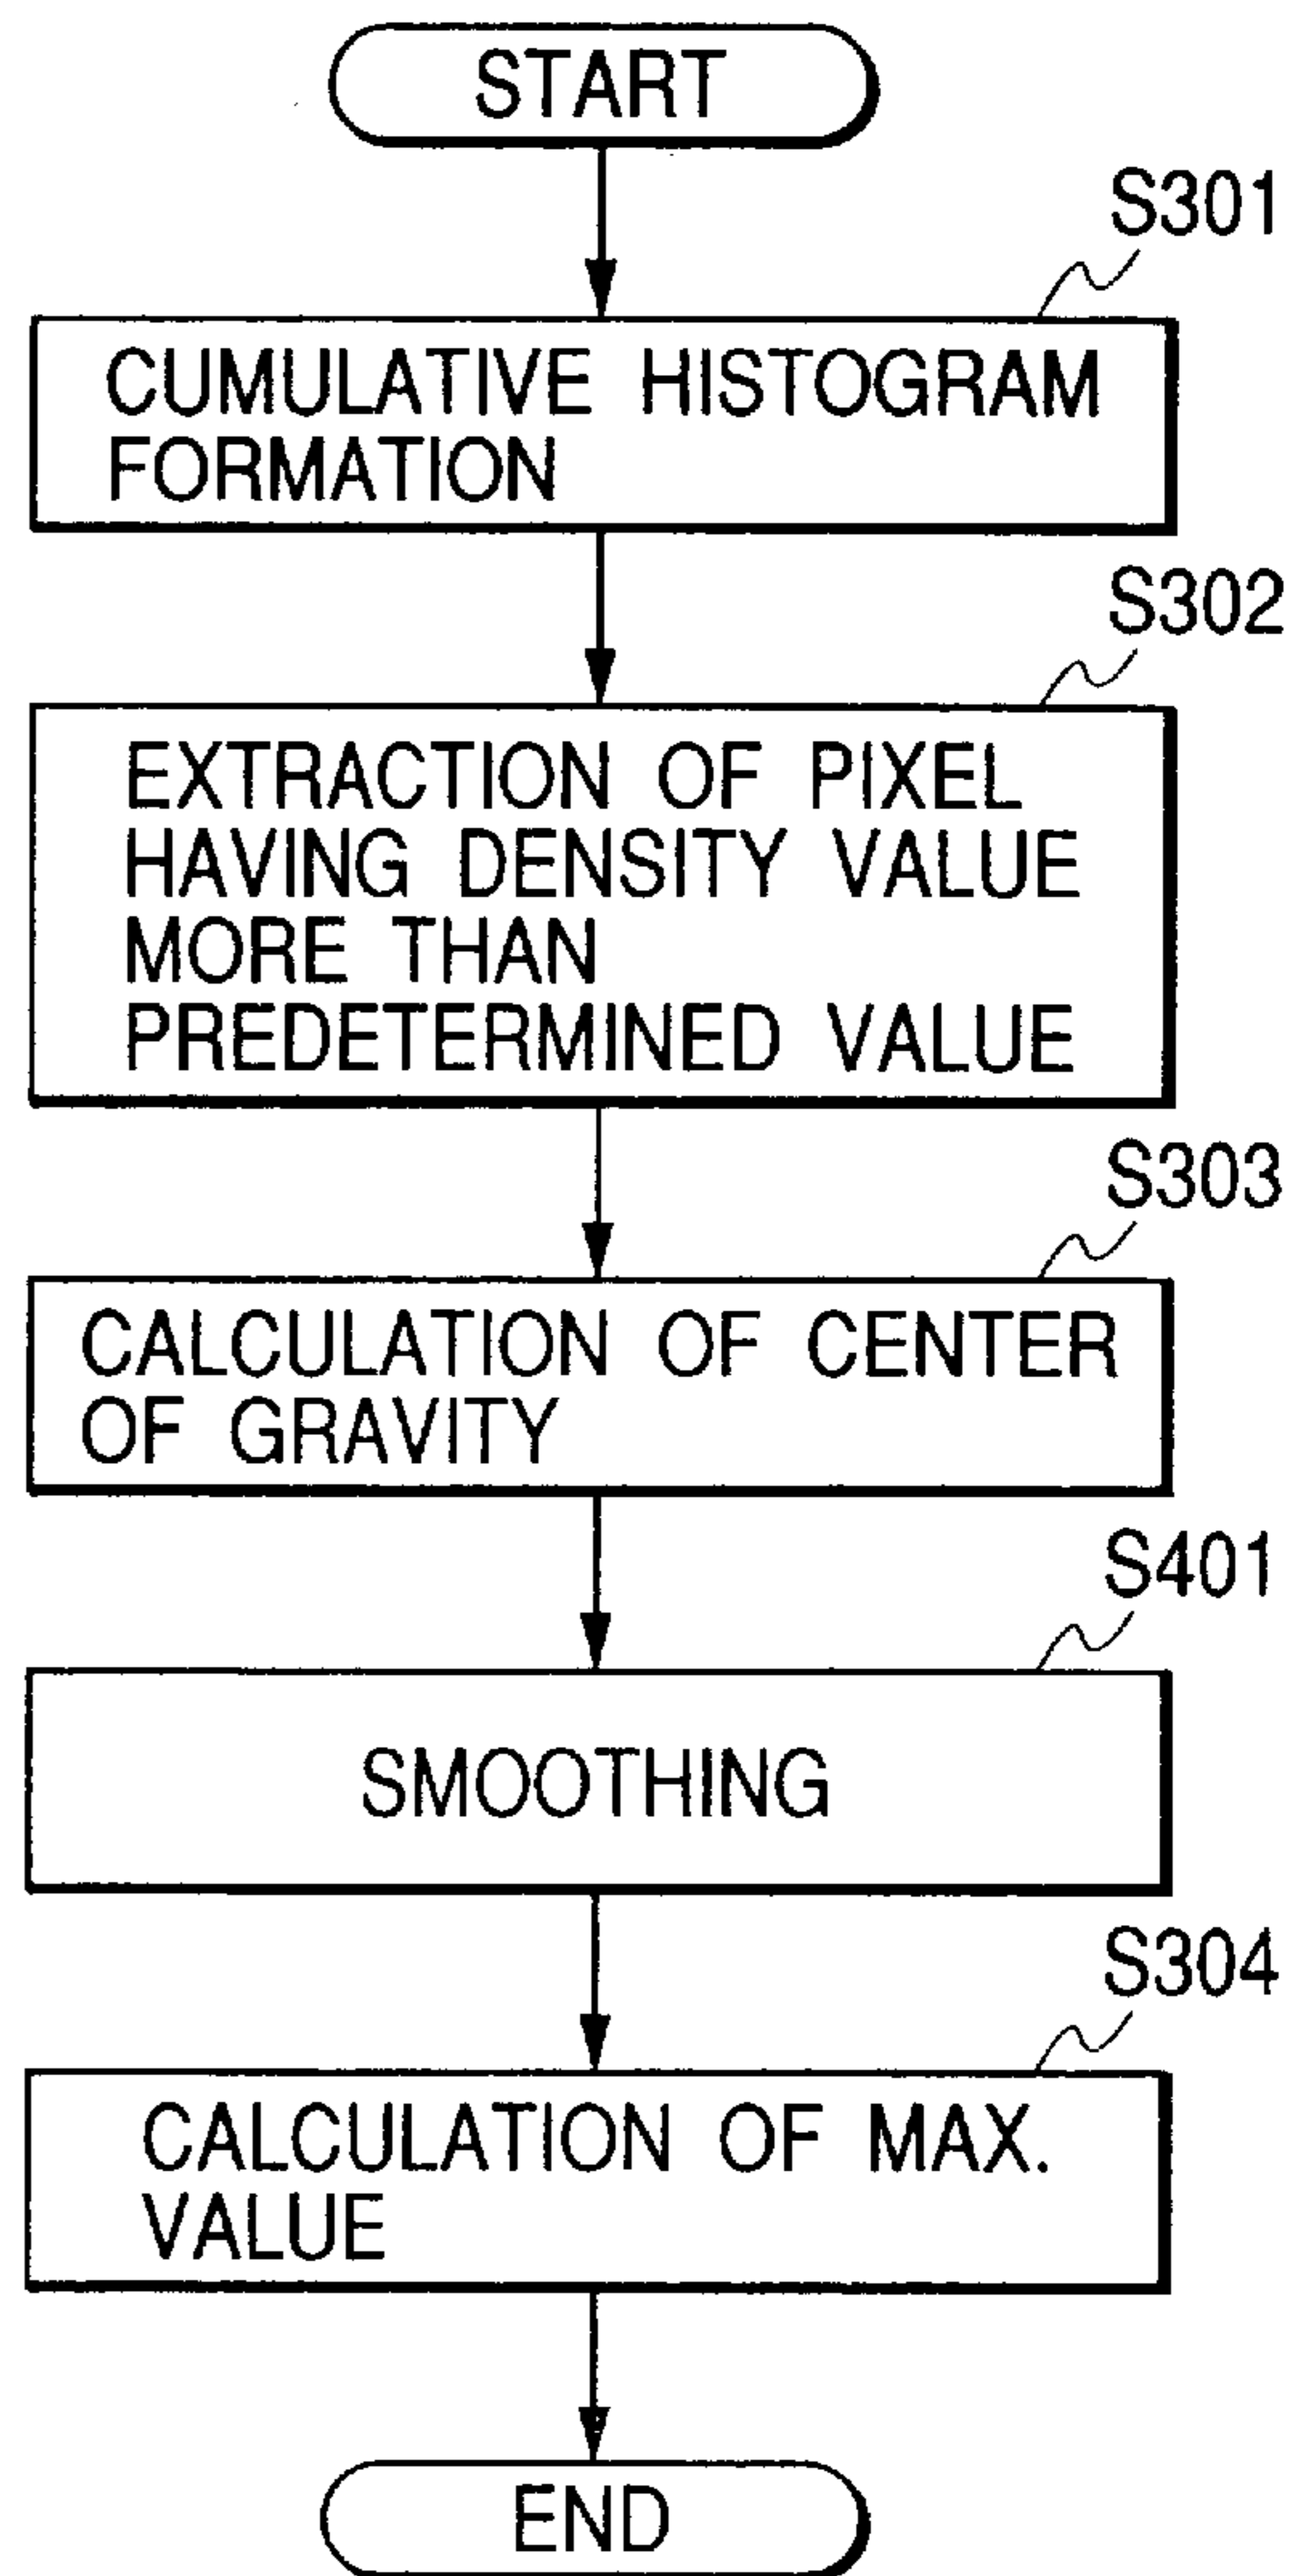 START
S301
CUMULATIVE HISTOGRAM
FORMATION
S302
EXTRACTION OF PIXEL
HAVING DENSITY VALUE
MORE THAN
PREDETERMINED VALUE
S303
CALCULATION OF CENTER
OF GRAVITY
S401
SMOOTHING
S304
CALCULATION OF MAX.
VALUE
END